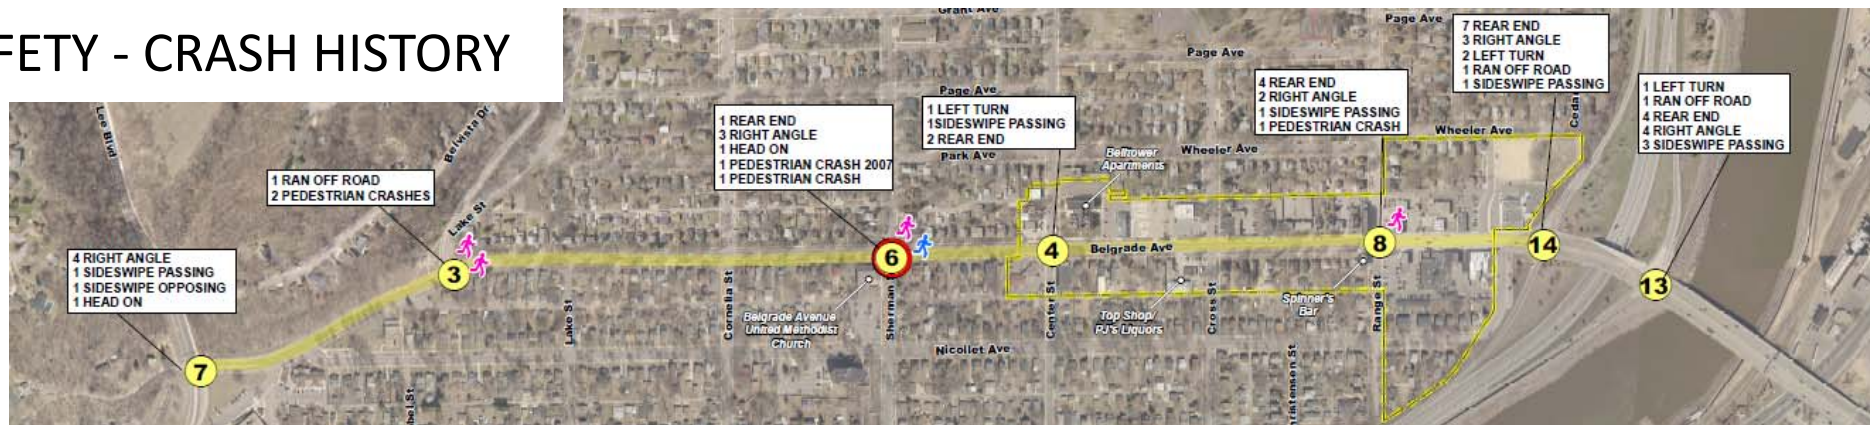 FETY - CRASH HISTORY
Grant Ave
Page Ave
Page Ave
Page Ave
Lee Blvd
Belvista Dr
Lake St
4 RIGHT ANGLE
1 SIDESWIPE PASSING
1 SIDESWIPE OPPOSING
1 HEAD ON
7
1 RAN OFF ROAD
2 PEDESTRIAN CRASHES
3
1 REAR END
3 RIGHT ANGLE
1 HEAD ON
1 PEDESTRIAN CRASH 2007
1 PEDESTRIAN CRASH
6
1 LEFT TURN
1SIDESWIPE PASSING
2 REAR END
4
4 REAR END
2 RIGHT ANGLE
1 SIDESWIPE PASSING
1 PEDESTRIAN CRASH
8
7 REAR END
3 RIGHT ANGLE
2 LEFT TURN
1 RAN OFF ROAD
1 SIDESWIPE PASSING
14
1 LEFT TURN
1 RAN OFF ROAD
4 REAR END
4 RIGHT ANGLE
3 SIDESWIPE PASSING
13
Park Ave
Wheeler Ave
Wheeler Ave
Belltower
Apartments
Belgrade Ave
Lake St
Cornelia St
Sherman
Center St
Cross St
Range St
Belgrade Avenue
United Methodist
Church
Top Shop/
PJ's Liquors
Spinner's
Bar
Nicollet Ave